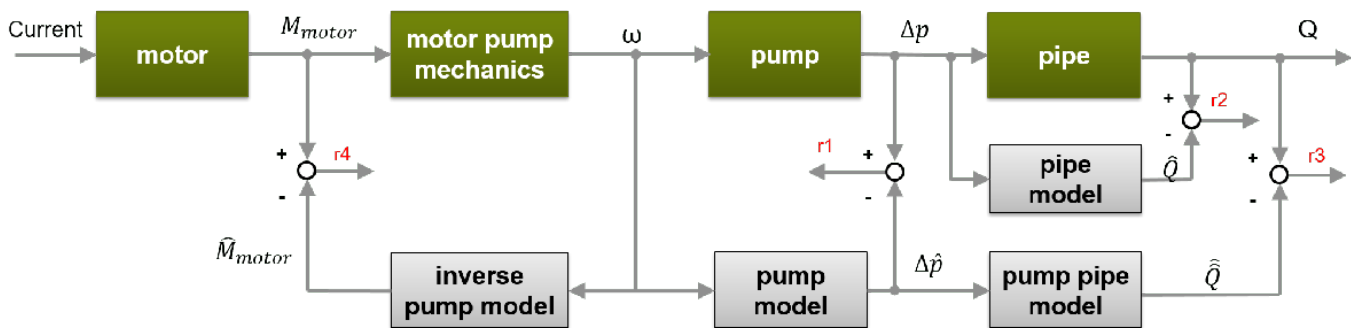 Current
motor
M_motor
motor pump
mechanics
ω
pump
Δp
pipe
Q
+
-
r4
r1
+
-
pipe
model
Q̂
+
-
r2
+
-
r3
M̂_motor
inverse
pump model
pump
model
Δp̂
pump pipe
model
Q̂̂